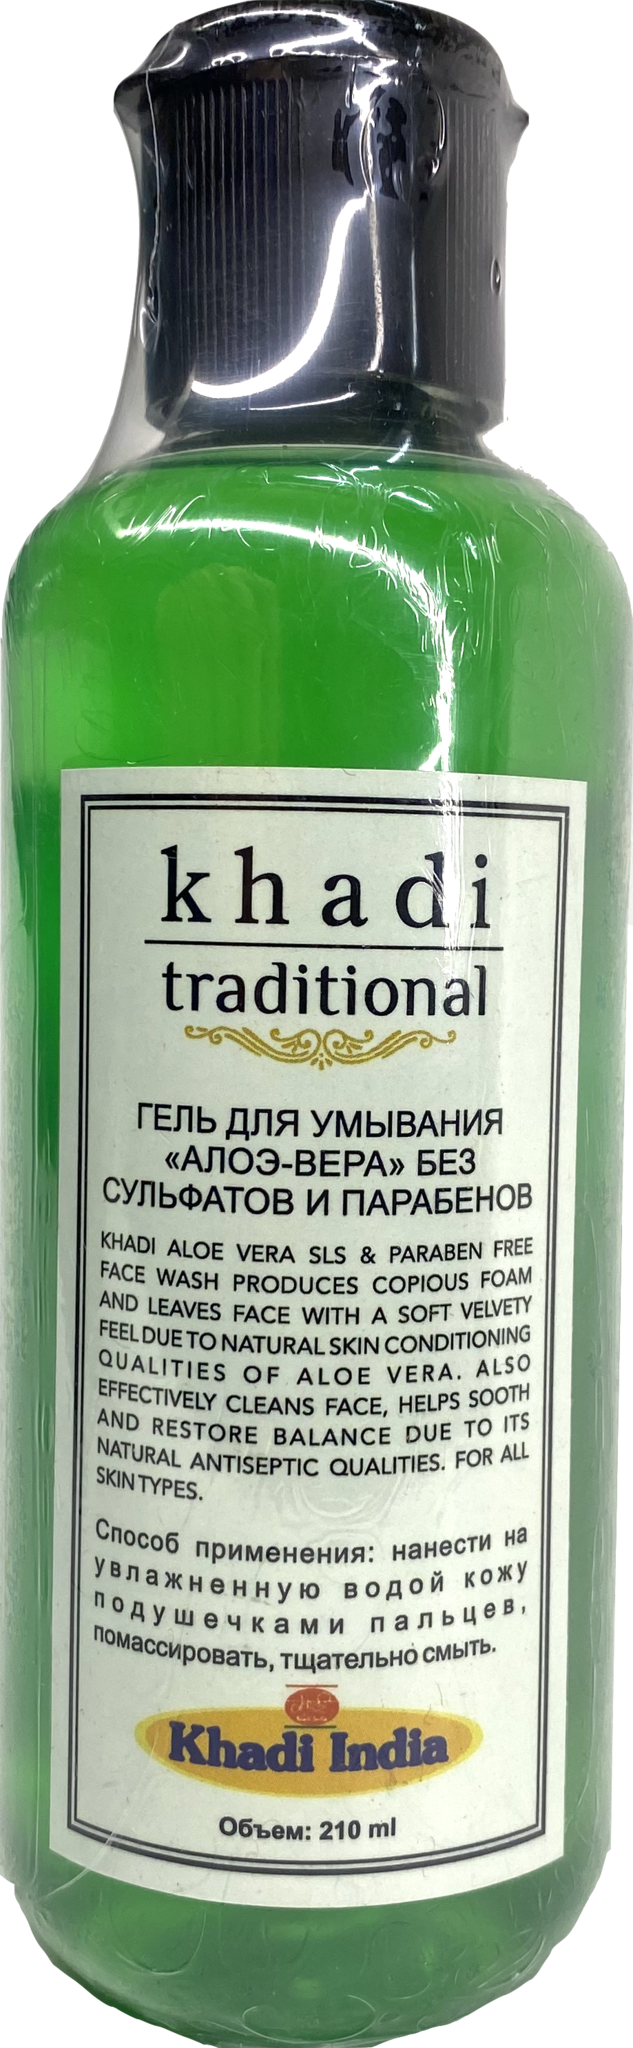 khadi
traditional
ГЕЛЬ ДЛЯ УМЫВАНИЯ
«АЛОЭ-ВЕРА» БЕЗ
СУЛЬФАТОВ И ПАРАБЕНОВ
KHADI ALOE VERA SLS & PARABEN FREE
FACE WASH PRODUCES COPIOUS FOAM
AND LEAVES FACE WITH A SOFT VELVETY
FEEL DUE TO NATURAL SKIN CONDITIONING
QUALITIES OF ALOE VERA. ALSO
EFFECTIVELY CLEANS FACE, HELPS SOOTH
AND RESTORE BALANCE DUE TO ITS
NATURAL ANTISEPTIC QUALITIES. FOR ALL
SKIN TYPES.
Способ применения: нанести на
увлажненную водой кожу
подушечками пальцев,
помассировать, тщательно смыть.
Khadi India
Объем: 210 ml